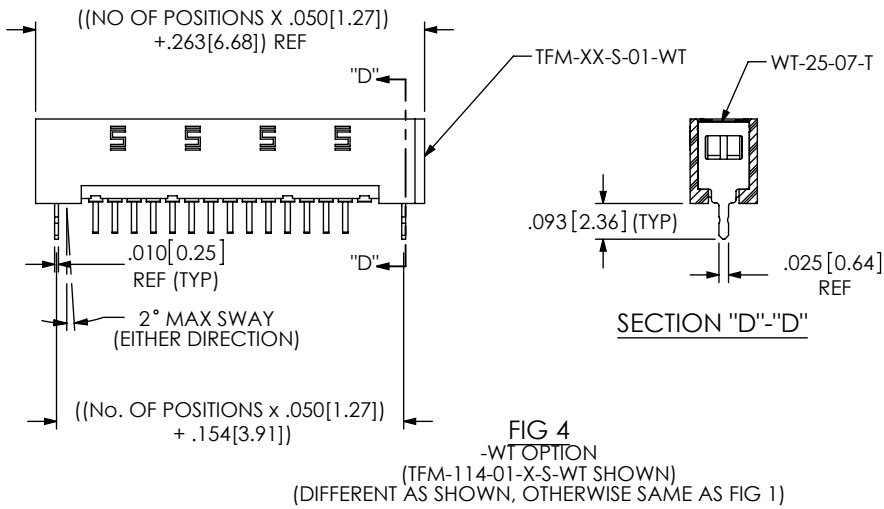 ((NO OF POSITIONS X .050[1.27])
+.263[6.68]) REF
"D"
TFM-XX-S-01-WT
WT-25-07-T
.093[2.36] (TYP)
.010[0.25]
REF (TYP)
"D"
.025[0.64]
REF
2° MAX SWAY
(EITHER DIRECTION)
SECTION "D"-"D"
((No. OF POSITIONS x .050[1.27])
+ .154[3.91])
FIG 4
-WT OPTION
(TFM-114-01-X-S-WT SHOWN)
(DIFFERENT AS SHOWN, OTHERWISE SAME AS FIG 1)